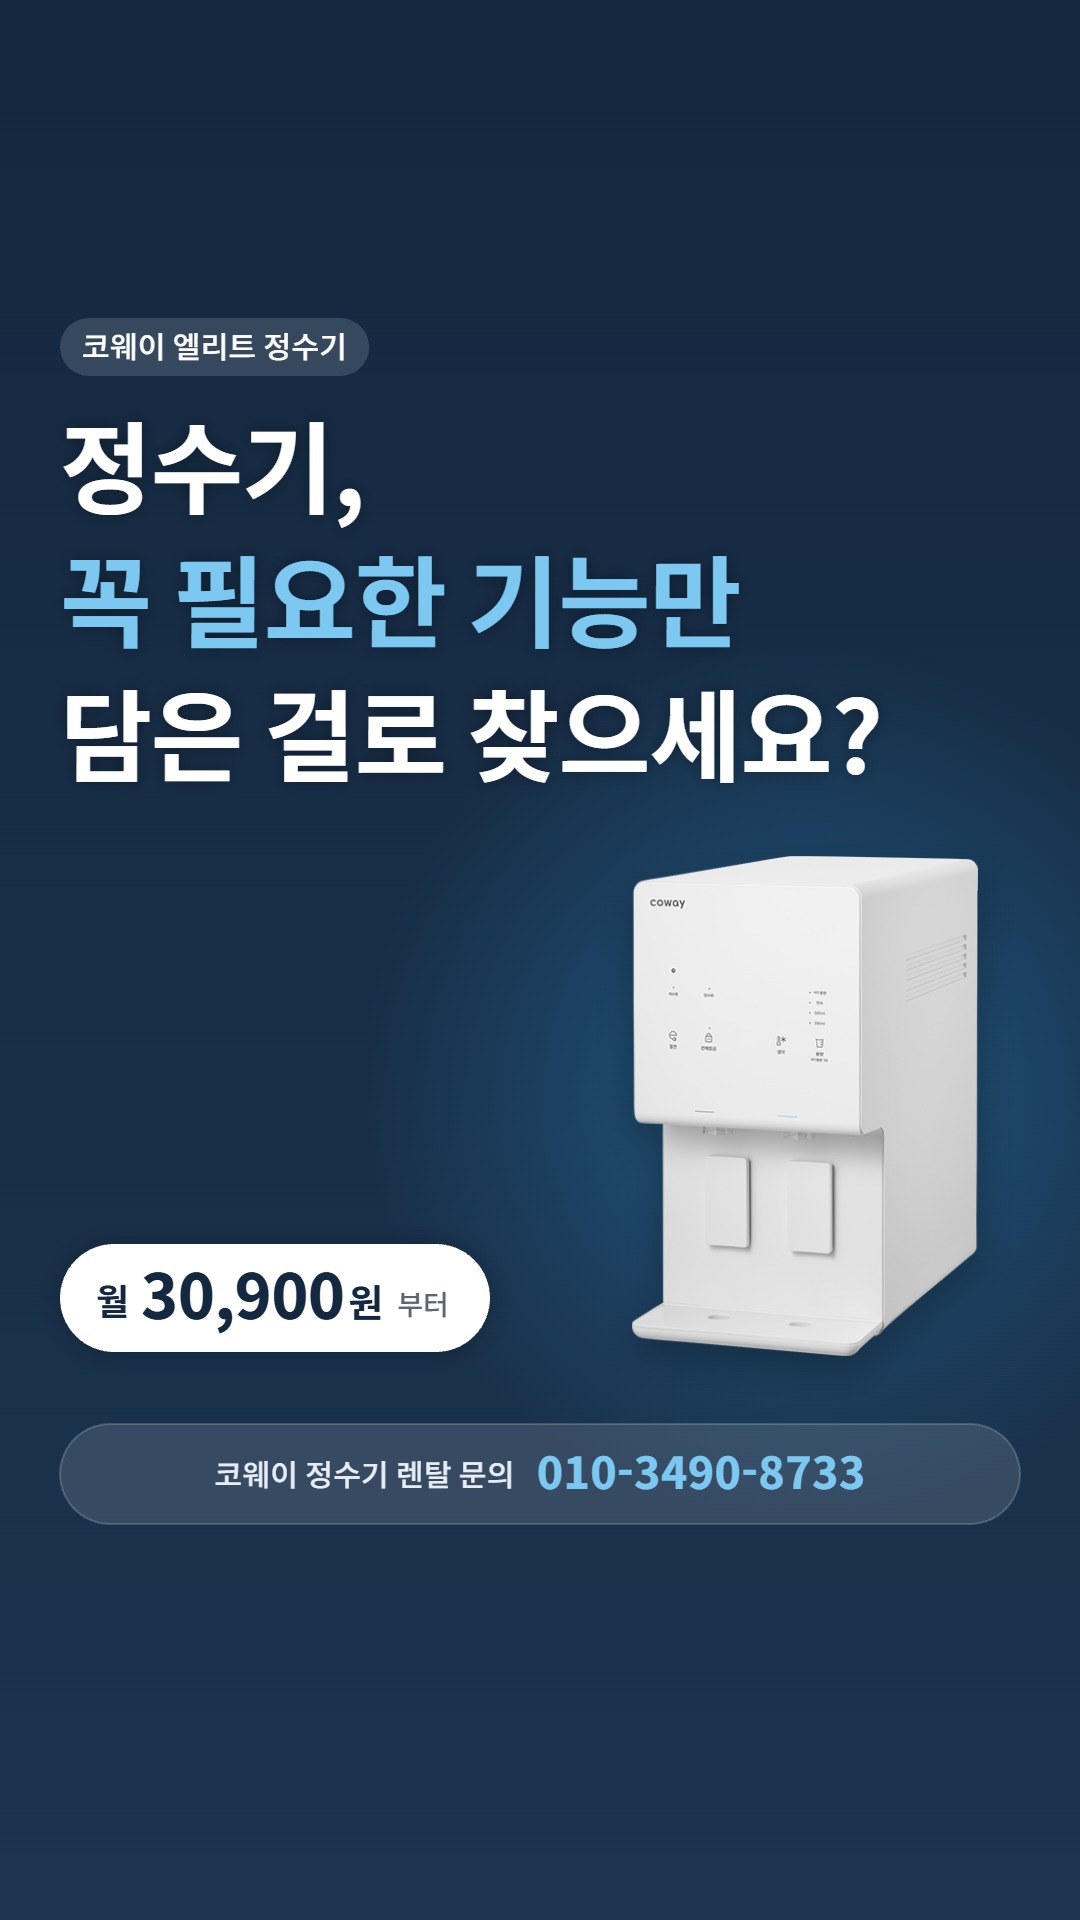 코웨이 엘리트 정수기
정수기,
꼭 필요한 기능만
담은 걸로 찾으세요?
coway
월 30,900원 부터
코웨이 정수기 렌탈 문의 010-3490-8733